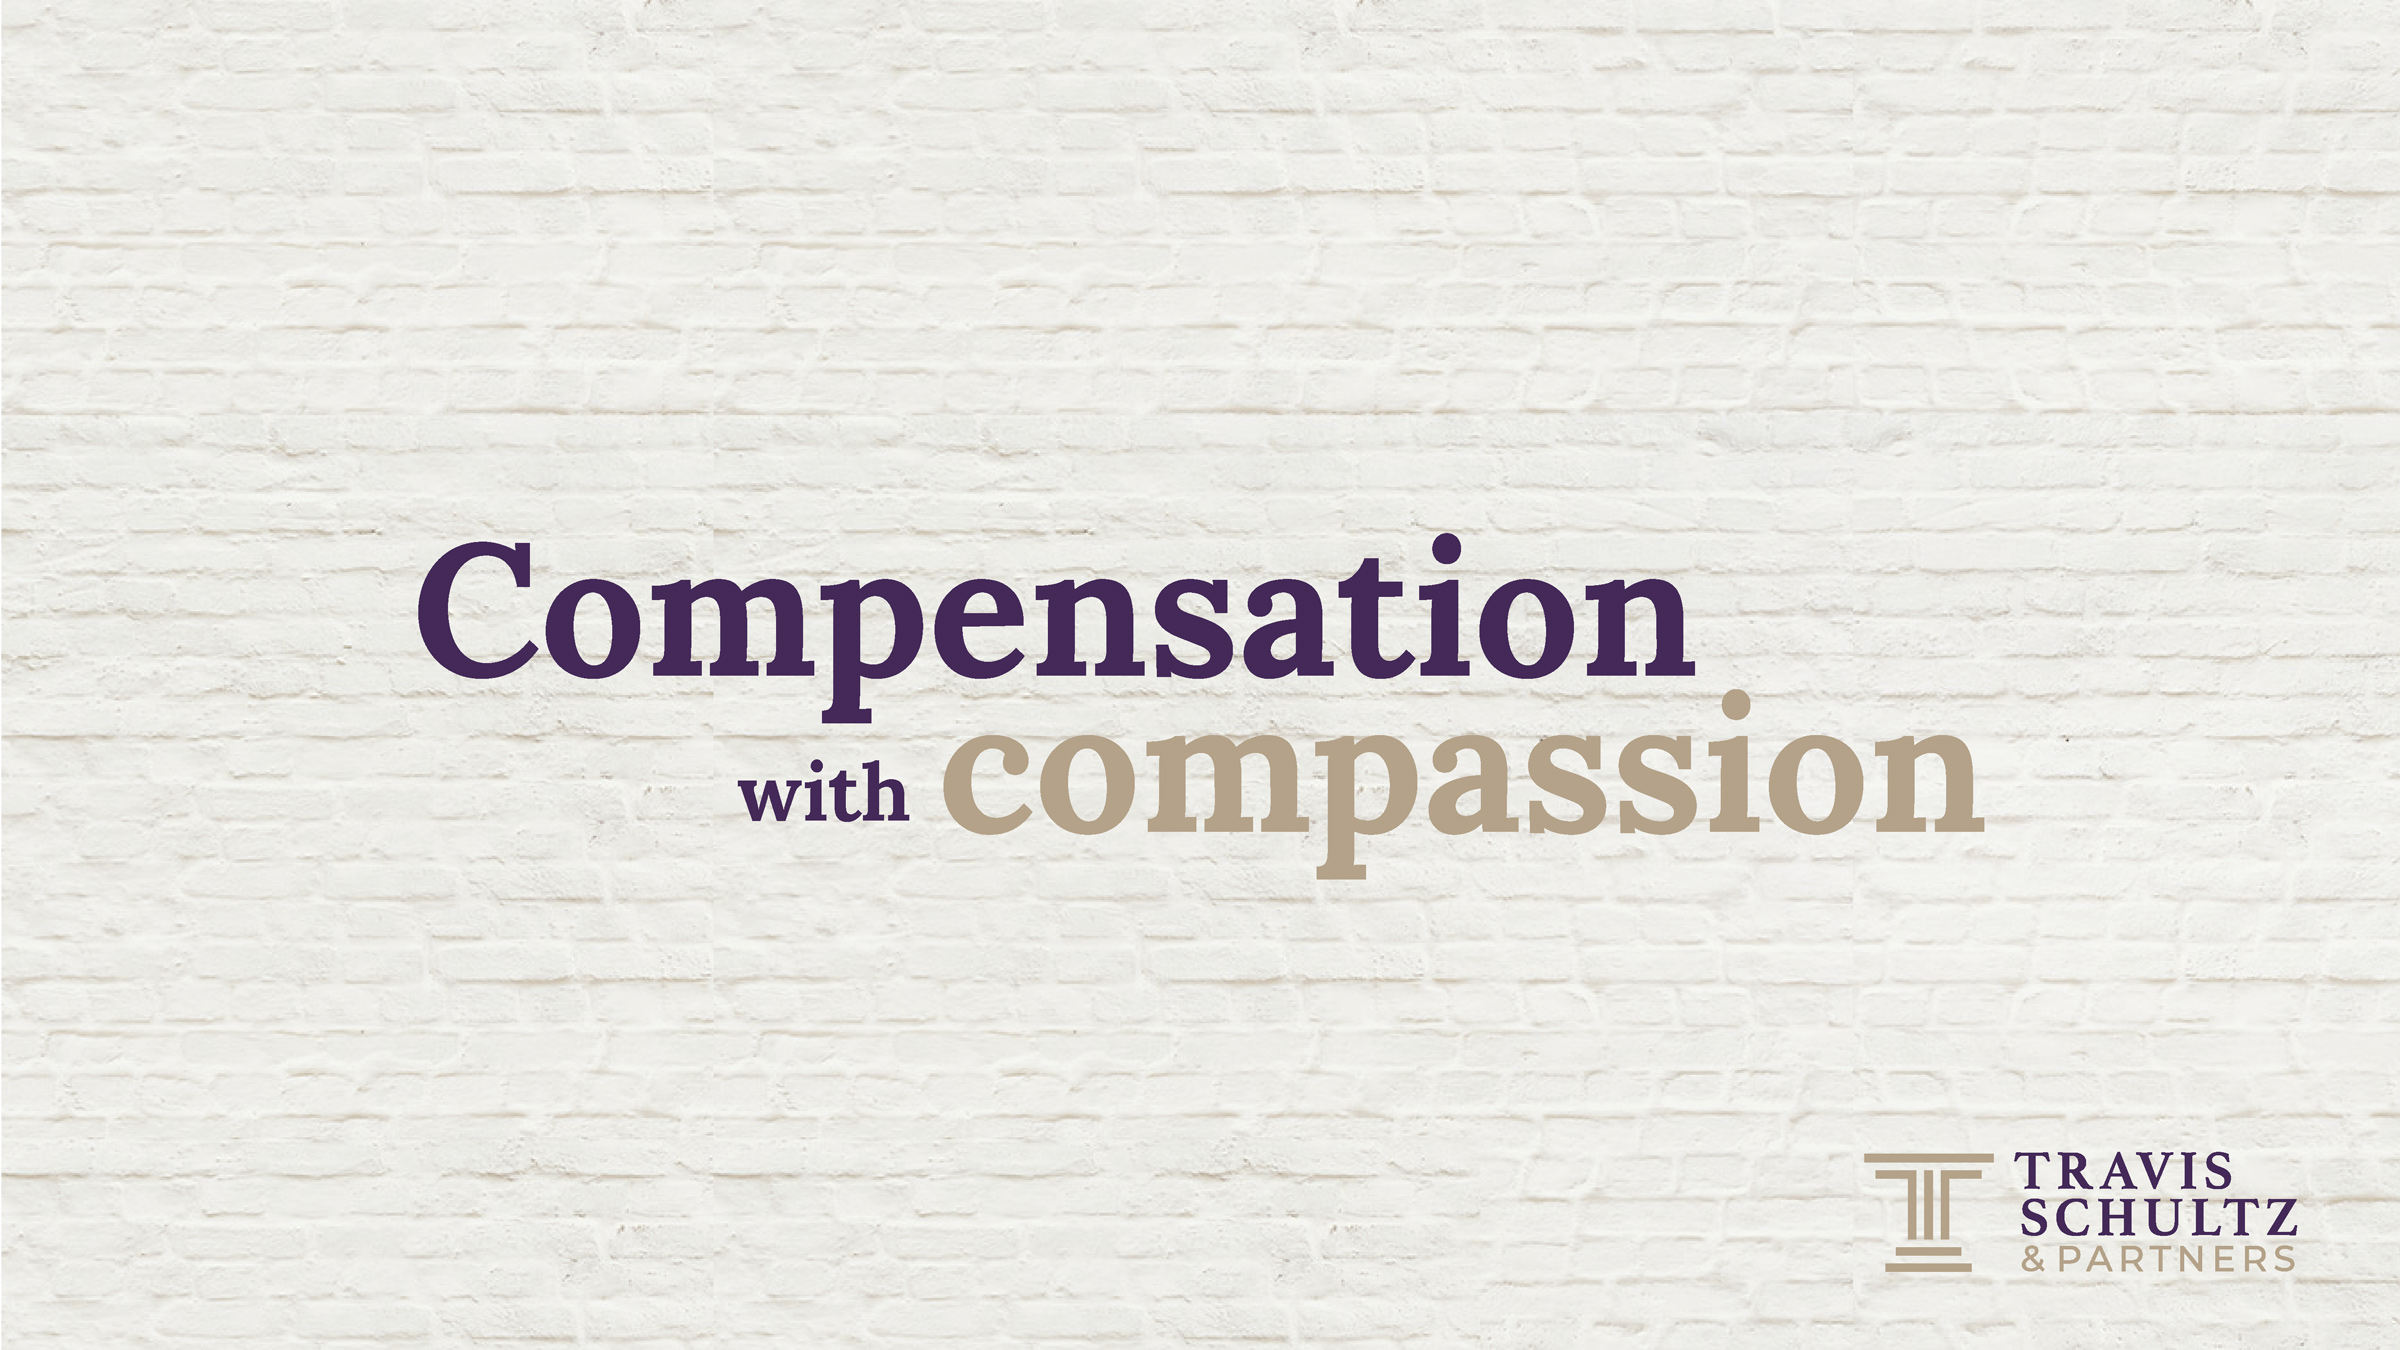 Compensation
with compassion
TRAVIS
SCHULTZ
& PARTNERS